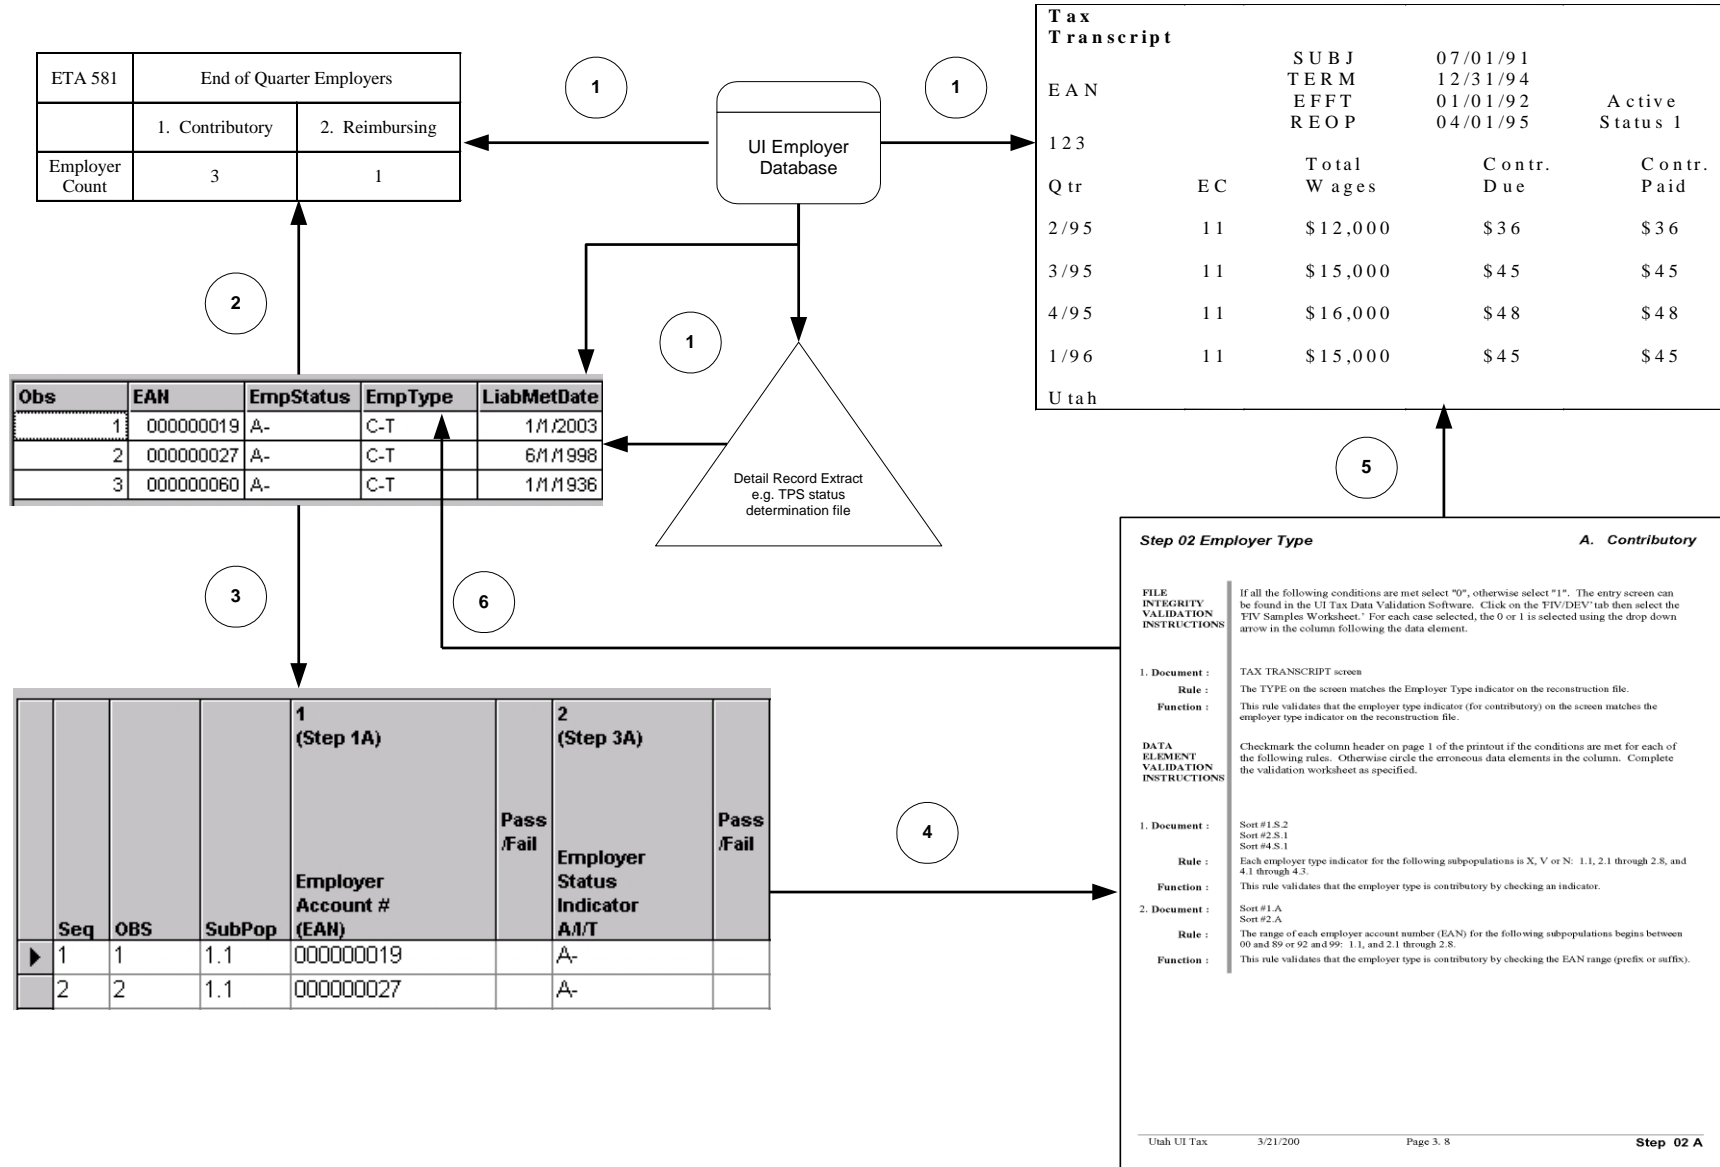 ETA 581 End of Quarter Employers
1. Contributory 2. Reimbursing
Employer
Count 3 1
1
UI Employer
Database
1
Tax
Transcript
SUBJ 07/01/91
TERM 12/31/94
EAN
EFFT 01/01/92 Active
REOP 04/01/95 Status 1
123
Total Contr. Contr.
Qtr EC Wages Due Paid
2/95 11 $12,000 $36 $36
3/95 11 $15,000 $45 $45
4/95 11 $16,000 $48 $48
1/96 11 $15,000 $45 $45
Utah
2
1
Obs EAN EmpStatus EmpType LiabMetDate
1 000000019 A- C-T 1/1/2003
2 000000027 A- C-T 6/1/1998
3 000000060 A- C-T 1/1/1936
Detail Record Extract
e.g. TPS status
determination file
5
3
6
Step 02 Employer Type A. Contributory
FILE
INTEGRITY
VALIDATION
INSTRUCTIONS
If all the following conditions are met select "0", otherwise select "1". The entry screen can
be found in the UI Tax Data Validation Software. Click on the 'FIV/DEV' tab then select the
'FIV Samples Worksheet.' For each case selected, the 0 or 1 is selected using the drop down
arrow in the column following the data element.
1. Document : TAX TRANSCRIPT screen
Rule : The TYPE on the screen matches the Employer Type indicator on the reconstruction file.
Function : This rule validates that the employer type indicator (for contributory) on the screen matches the
employer type indicator on the reconstruction file.
DATA
ELEMENT
VALIDATION
INSTRUCTIONS
Checkmark the column header on page 1 of the printout if the conditions are met for each of
the following rules. Otherwise circle the erroneous data elements in the column. Complete
the validation worksheet as specified.
1. Document : Sort #1.S.2
Sort #2.S.1
Sort #4.S.1
Rule : Each employer type indicator for the following subpopulations is X, V or N: 1.1, 2.1 through 2.8, and
4.1 through 4.3.
Function : This rule validates that the employer type is contributory by checking an indicator.
2. Document : Sort #1.A
Sort #2.A
Rule : The range of each employer account number (EAN) for the following subpopulations begins between
00 and 89 or 92 and 99: 1.1, and 2.1 through 2.8.
Function : This rule validates that the employer type is contributory by checking the EAN range (prefix or suffix).
Utah UI Tax 3/21/200 Page 3. 8 Step 02 A
4
Seq
OBS
SubPop
1
(Step 1A)
Employer
Account #
(EAN)
Pass
/Fail
2
(Step 3A)
Employer
Status
Indicator
A/I/T
Pass
/Fail
1 1 1.1 000000019 A-
2 2 1.1 000000027 A-